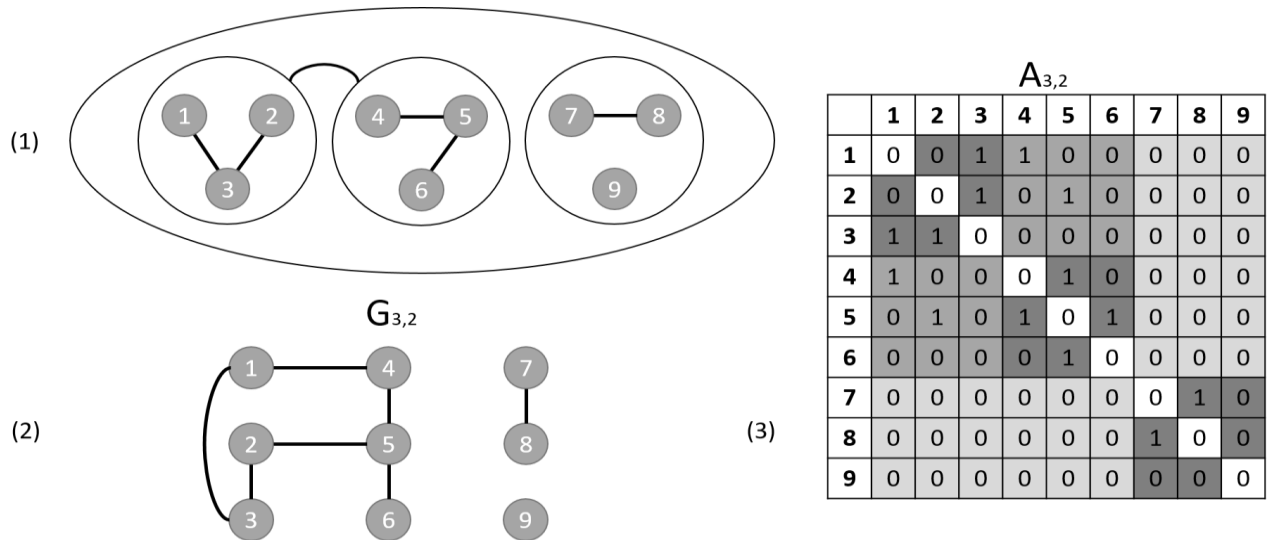 (1)
1 2
3
4 5
6
7 8
9
G3,2
(2)
1 4 7
2 5 8
3 6 9
(3)
A3,2
1 2 3 4 5 6 7 8 9
1 0 0 1 1 0 0 0 0 0
2 0 0 1 0 1 0 0 0 0
3 1 1 0 0 0 0 0 0 0
4 1 0 0 0 1 0 0 0 0
5 0 1 0 1 0 1 0 0 0
6 0 0 0 0 1 0 0 0 0
7 0 0 0 0 0 0 0 1 0
8 0 0 0 0 0 0 1 0 0
9 0 0 0 0 0 0 0 0 0